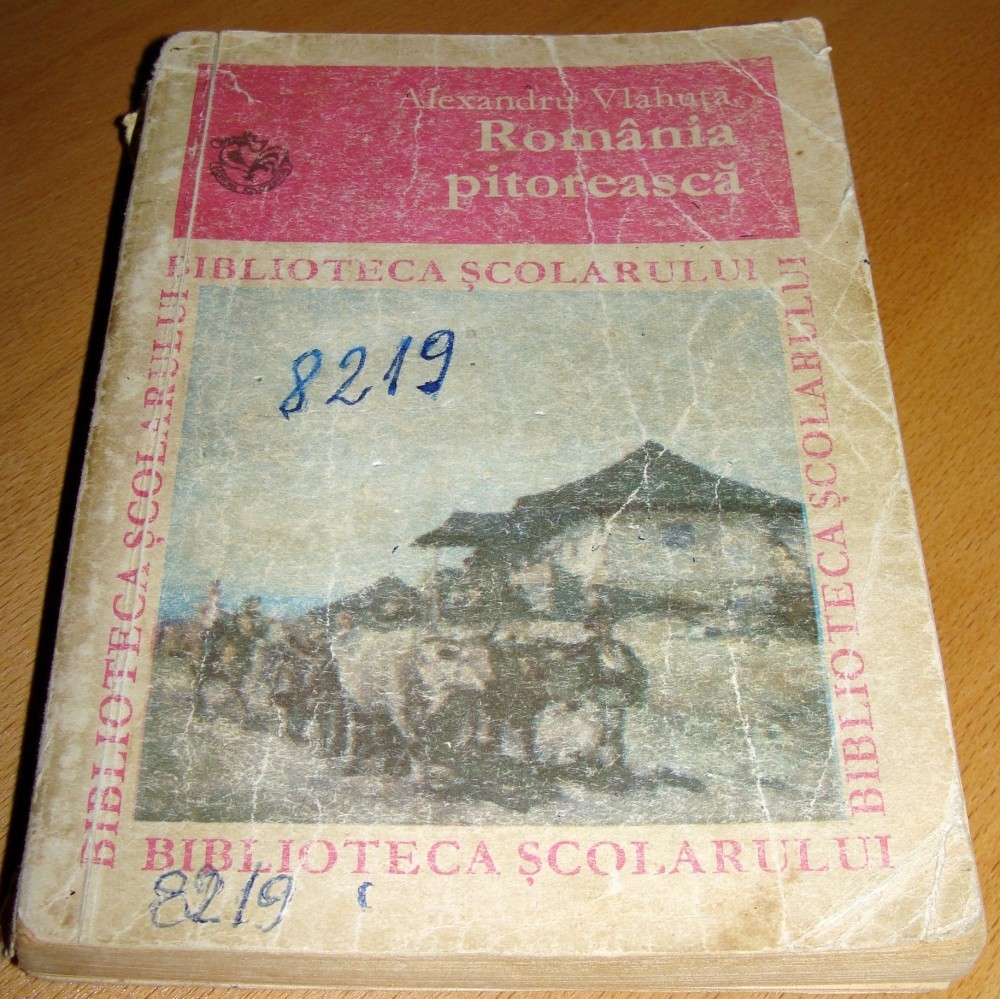 Alexandru Vlahuță
România
pitorească
BIBLIOTECA ȘCOLARULUI
BIBLIOTECA ȘCOLARULUI
BIBLIOTECA ȘCOLARULUI
8219
BIBLIOTECA ȘCOLARULUI
8219